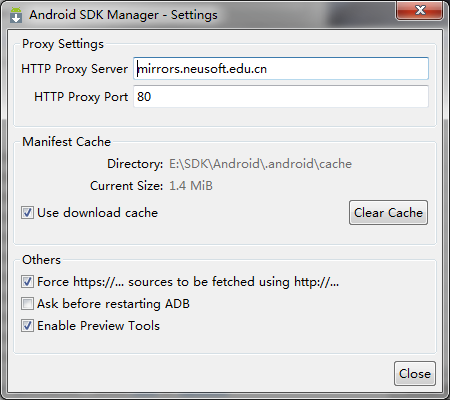 Android SDK Manager - Settings
Proxy Settings
HTTP Proxy Server mirrors.neusoft.edu.cn
HTTP Proxy Port 80
Manifest Cache
Directory: E:\SDK\Android\.android\cache
Current Size: 1.4 MiB
Use download cache Clear Cache
Others
Force https://... sources to be fetched using http://...
Ask before restarting ADB
Enable Preview Tools
Close